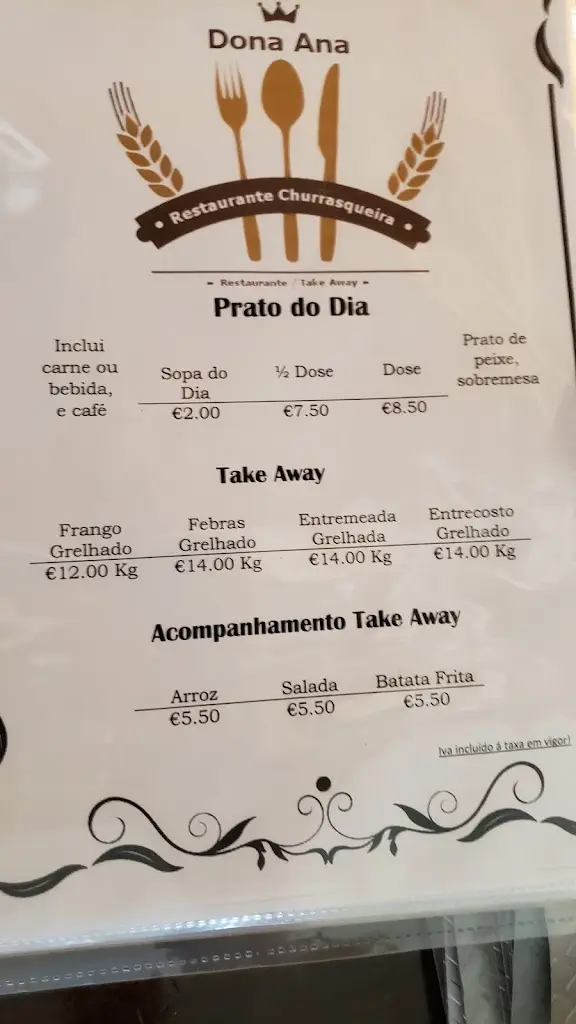 Dona Ana
• Restaurante Churrasqueira •
- Restaurante / Take Away -
Prato do Dia
Inclui
carne ou
bebida,
e café
Sopa do
Dia
€2.00
½ Dose
€7.50
Dose
€8.50
Prato de
peixe,
sobremesa
Take Away
Frango
Grelhado
€12.00 Kg
Febras
Grelhado
€14.00 Kg
Entremeada
Grelhada
€14.00 Kg
Entrecosto
Grelhado
€14.00 Kg
Acompanhamento Take Away
Arroz
€5.50
Salada
€5.50
Batata Frita
€5.50
Iva incluido á taxa em vigor)